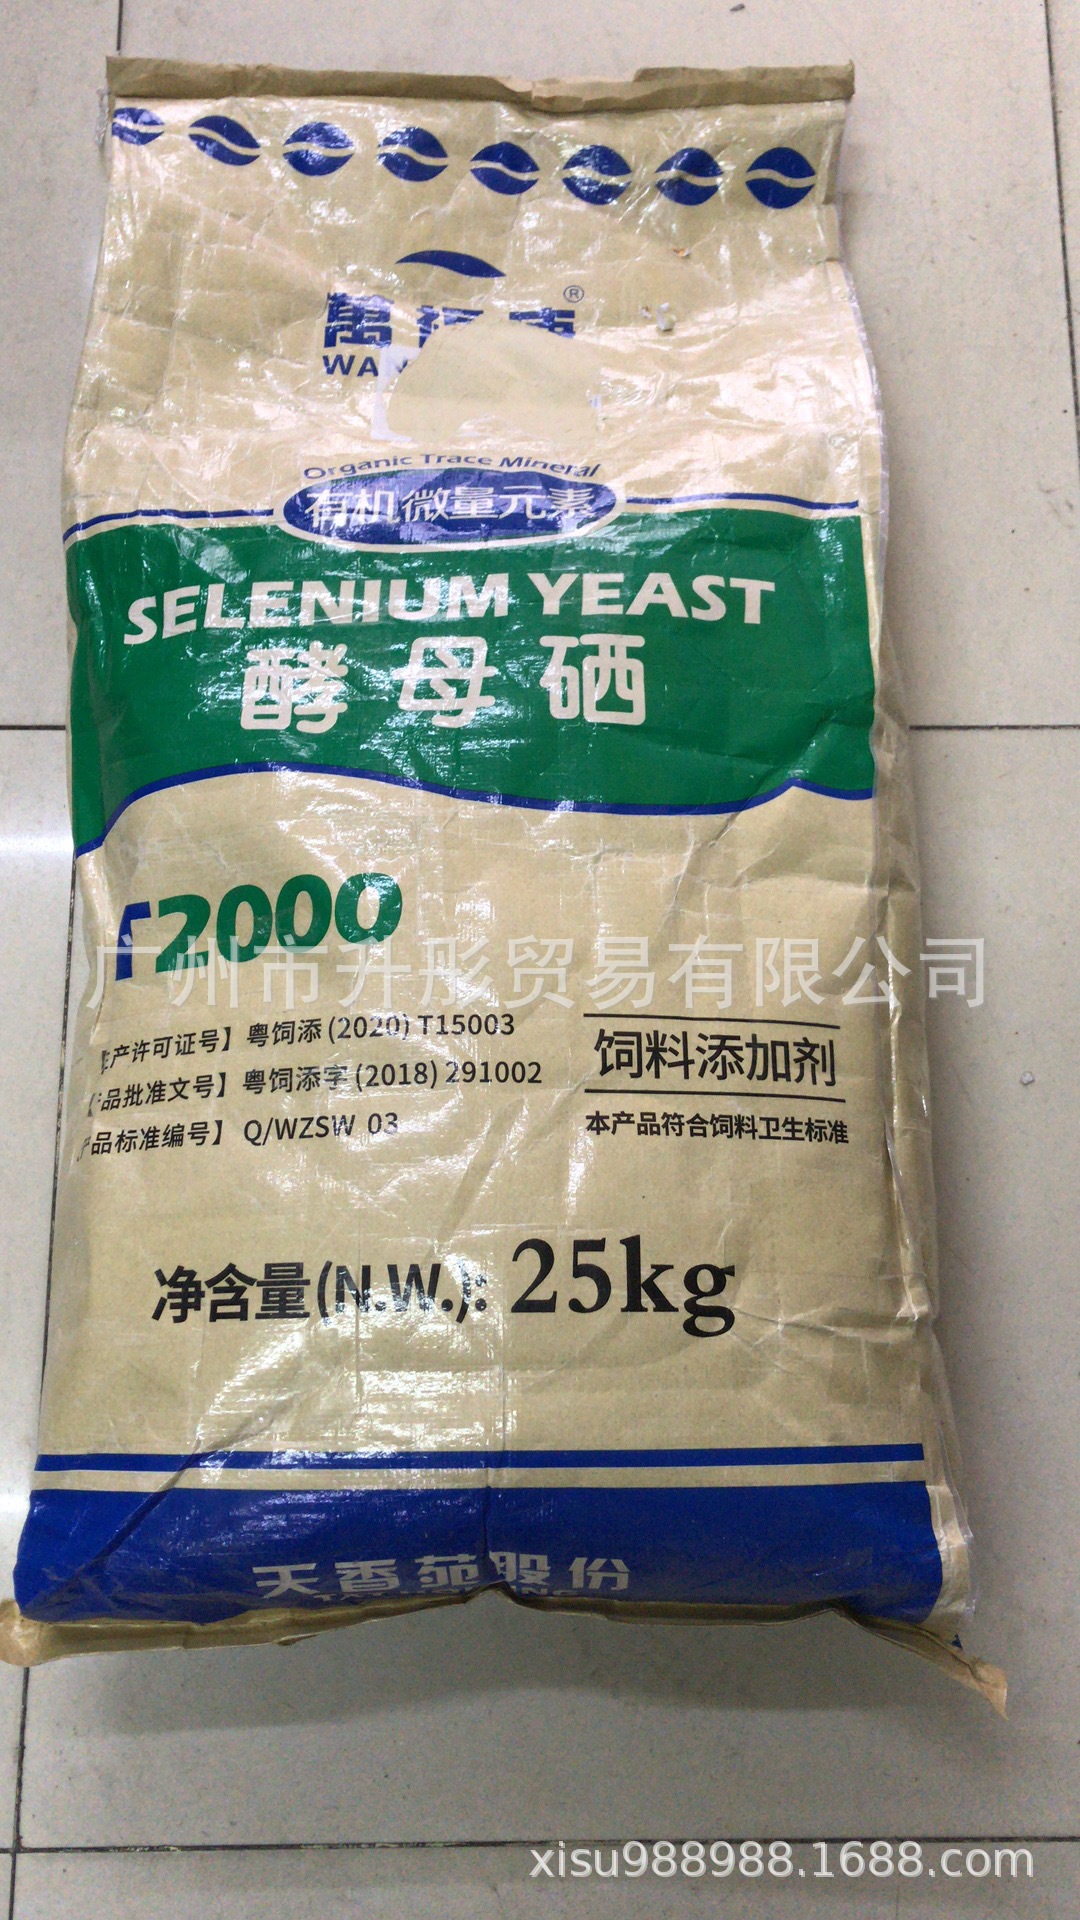 ®
Organic Trace Mineral
有机微量元素
SELENIUM YEAST
酵母硒
2000
广州市升彤贸易有限公司
产许可证号】粤饲添(2020)T15003
品批准文号】粤饲添字(2018)291002
品标准编号】Q/WZSW 03
饲料添加剂
本产品符合饲料卫生标准
净含量(N.W.): 25kg
天香苑股份
xisu988988.1688.com